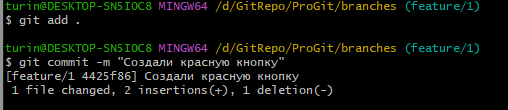 turin@DESKTOP-SN5IOC8 MINGW64 /d/GitRepo/ProGit/branches (feature/1)
$ git add .
turin@DESKTOP-SN5IOC8 MINGW64 /d/GitRepo/ProGit/branches (feature/1)
$ git commit -m "Создали красную кнопку"
[feature/1 4425f86] Создали красную кнопку
 1 file changed, 2 insertions(+), 1 deletion(-)